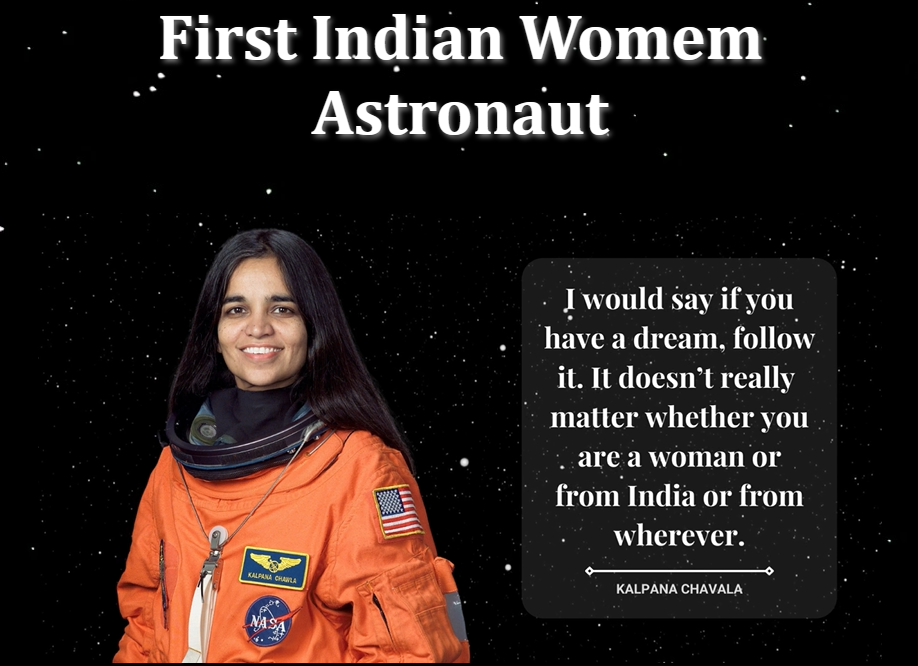 First Indian Womem
Astronaut
I would say if you
have a dream, follow
it. It doesn't really
matter whether you
are a woman or
from India or from
wherever.
KALPANA CHAVALA
KALPANA CHAWLA
NASA